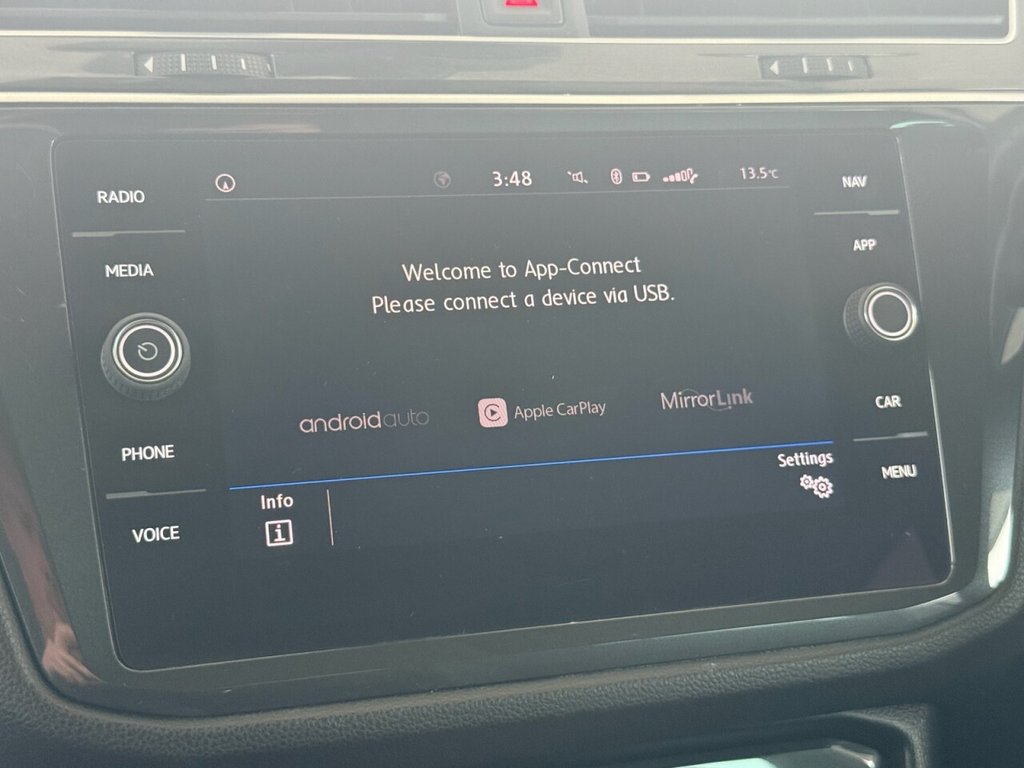 RADIO
MEDIA
PHONE
VOICE
3:48
13.5°C
Welcome to App-Connect
Please connect a device via USB.
androidauto
Apple CarPlay
MirrorLink
Info
i
Settings
NAV
APP
CAR
MENU